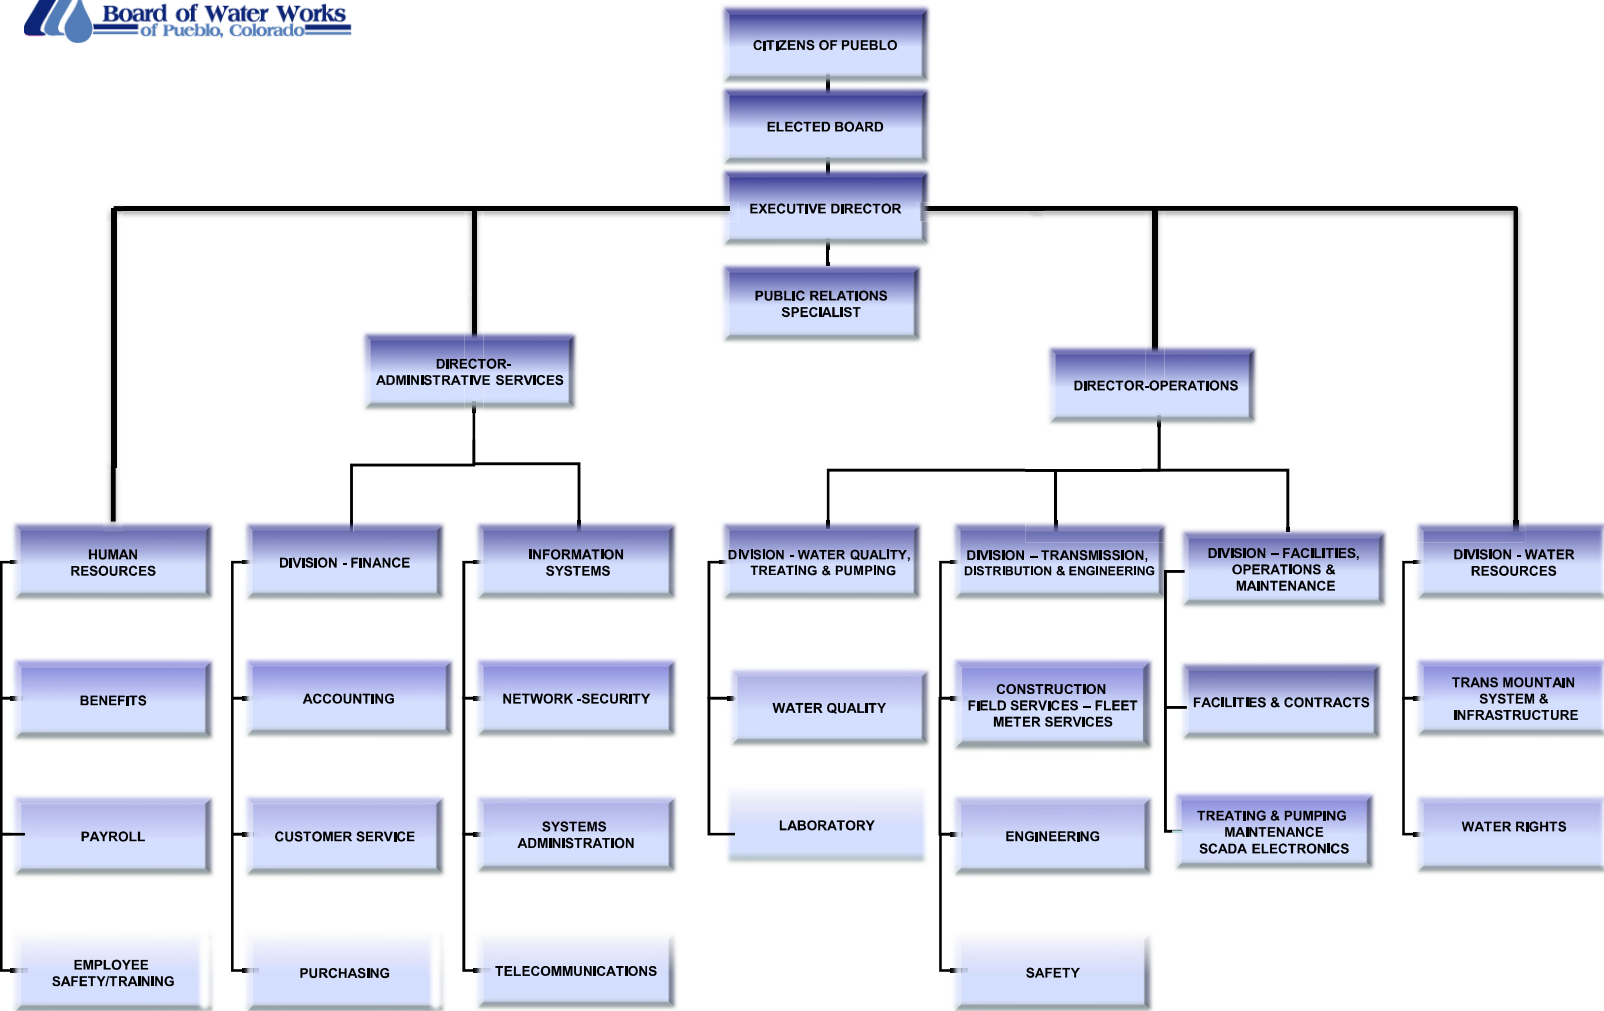 Board of Water Works
of Pueblo, Colorado
CITIZENS OF PUEBLO
ELECTED BOARD
EXECUTIVE DIRECTOR
PUBLIC RELATIONS
SPECIALIST
DIRECTOR-
ADMINISTRATIVE SERVICES
DIRECTOR-OPERATIONS
HUMAN
RESOURCES
DIVISION - FINANCE
INFORMATION
SYSTEMS
DIVISION - WATER QUALITY,
TREATING & PUMPING
DIVISION – TRANSMISSION,
DISTRIBUTION & ENGINEERING
DIVISION – FACILITIES,
OPERATIONS &
MAINTENANCE
DIVISION - WATER
RESOURCES
BENEFITS
ACCOUNTING
NETWORK -SECURITY
WATER QUALITY
CONSTRUCTION
FIELD SERVICES – FLEET
METER SERVICES
FACILITIES & CONTRACTS
TRANS MOUNTAIN
SYSTEM &
INFRASTRUCTURE
PAYROLL
CUSTOMER SERVICE
SYSTEMS
ADMINISTRATION
LABORATORY
ENGINEERING
TREATING & PUMPING
MAINTENANCE
SCADA ELECTRONICS
WATER RIGHTS
EMPLOYEE
SAFETY/TRAINING
PURCHASING
TELECOMMUNICATIONS
SAFETY